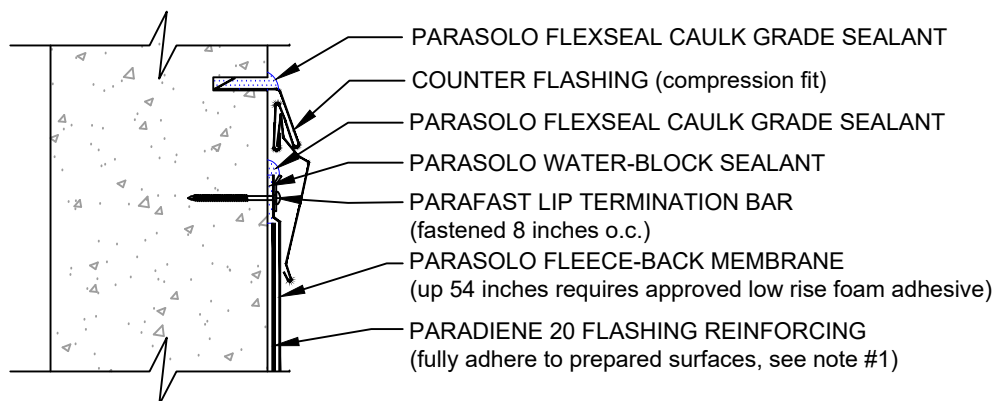 PARASOLO FLEXSEAL CAULK GRADE SEALANT
COUNTER FLASHING (compression fit)
PARASOLO FLEXSEAL CAULK GRADE SEALANT
PARASOLO WATER-BLOCK SEALANT
PARAFAST LIP TERMINATION BAR
(fastened 8 inches o.c.)
PARASOLO FLEECE-BACK MEMBRANE
(up 54 inches requires approved low rise foam adhesive)
PARADIENE 20 FLASHING REINFORCING
(fully adhere to prepared surfaces, see note #1)